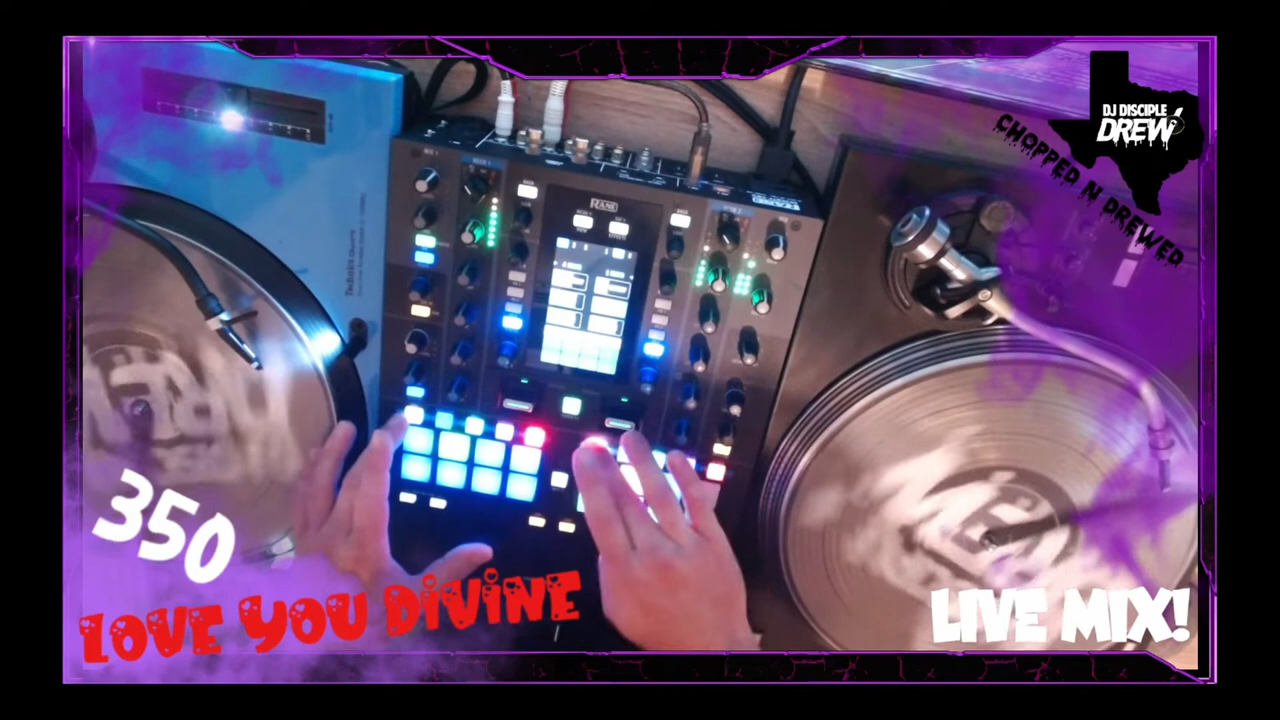 DJ DISCIPLE
DREW
CHOPPED N DREWED
RANE
350
LOVE YOU DIVINE
LIVE MIX!